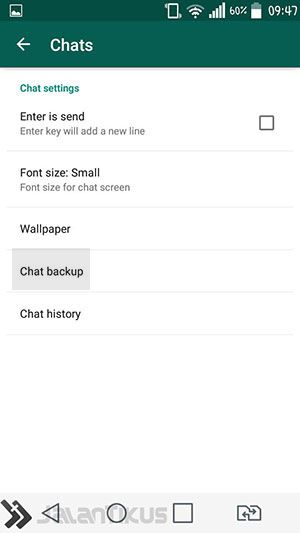 60% 09:47
Chats
Chat settings
Enter is send
Enter key will add a new line
Font size: Small
Font size for chat screen
Wallpaper
Chat backup
Chat history
JALANTIKUS